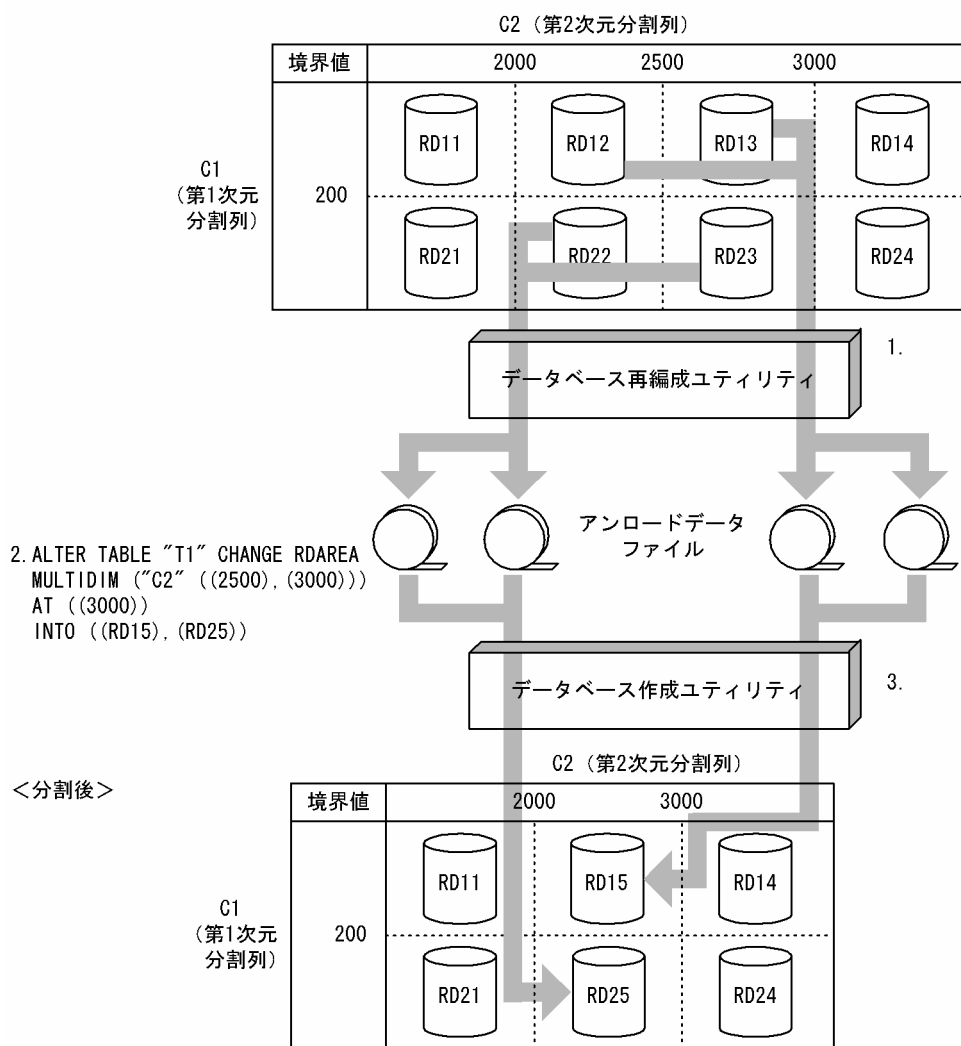 C2(第2次元分割列)
境界値 2000 2500 3000
RD11 RD12 RD13 RD14
C1
(第1次元
分割列)
200
RD21 RD22 RD23 RD24
1.
データベース再編成ユティリティ
アンロードデータ
ファイル
2.ALTER TABLE "T1" CHANGE RDAREA
MULTIDIM ("C2" ((2500),(3000)))
AT ((3000))
INTO ((RD15),(RD25))
データベース作成ユティリティ
3.
<分割後>
C2(第2次元分割列)
境界値 2000 3000
RD11 RD15 RD14
C1
(第1次元
分割列)
200
RD21 RD25 RD24